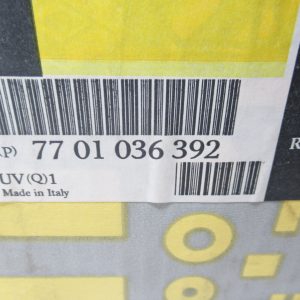 (P) 77 01 036 392
UV (Q) 1
Made in Italy
R